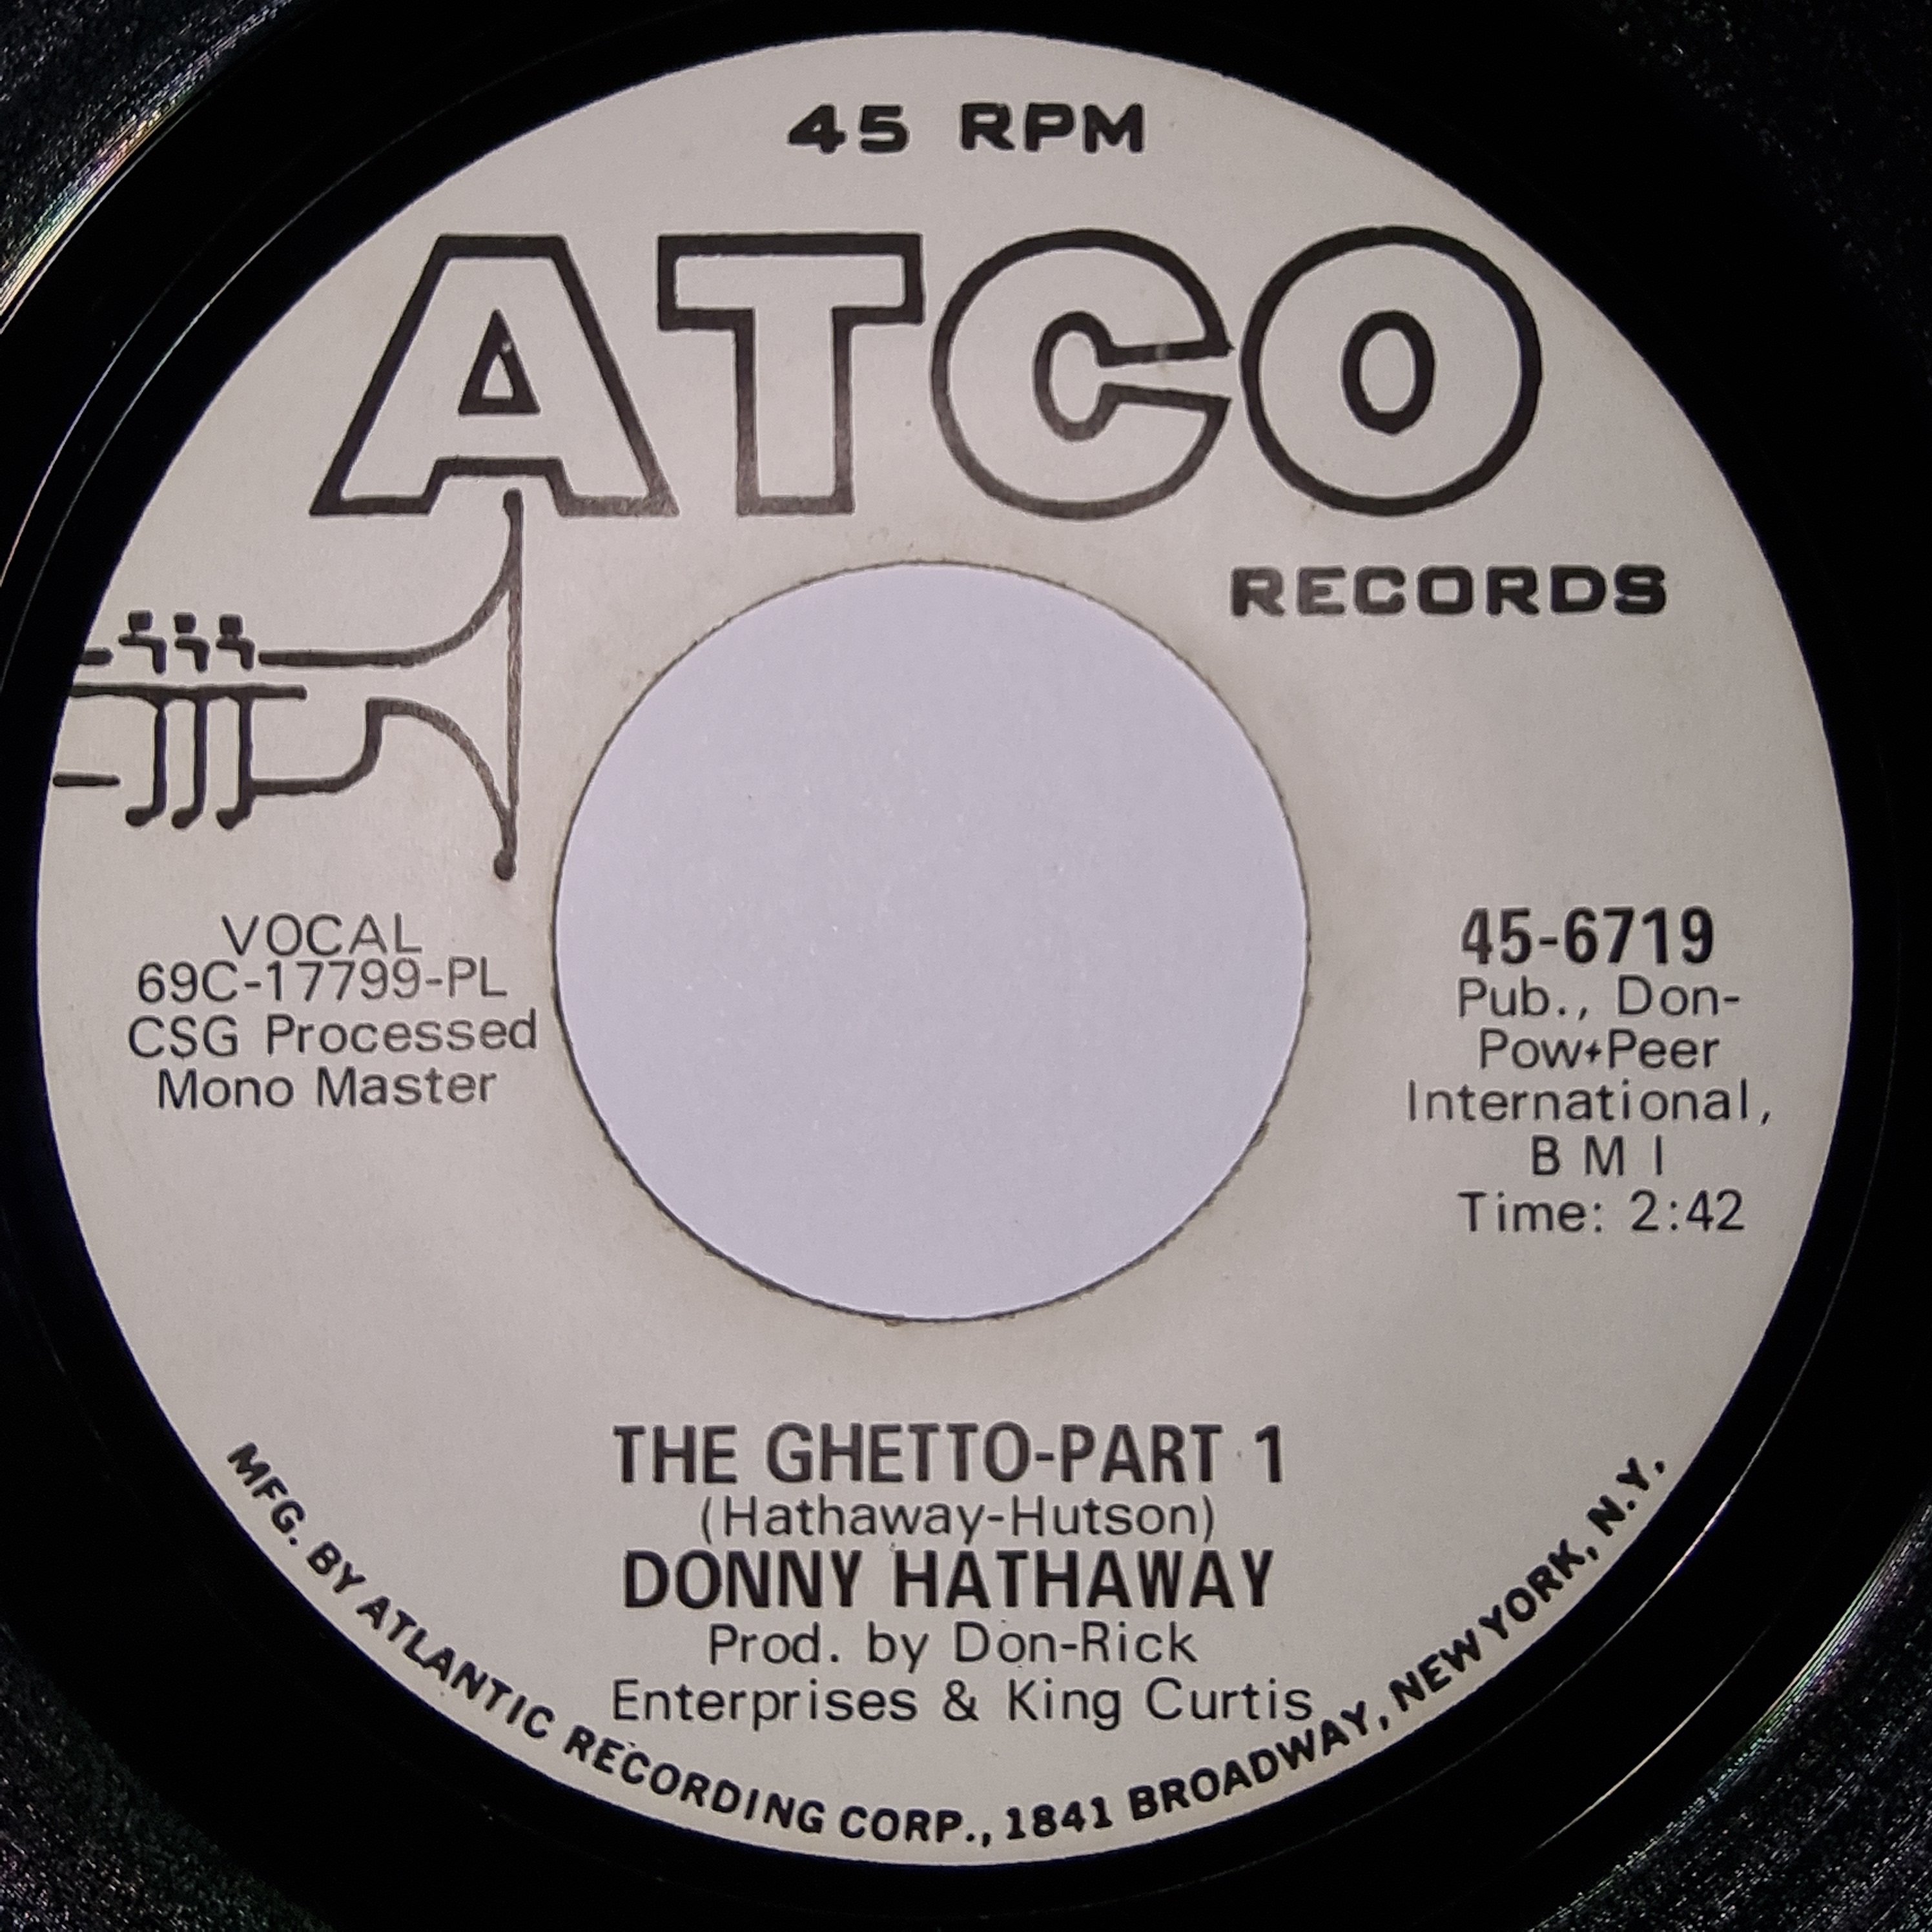 45 RPM
ATCO
RECORDS
VOCAL
69C-17799-PL
CSG Processed
Mono Master
45-6719
Pub., Don-
Pow+Peer
International,
B M I
Time: 2:42
THE GHETTO-PART 1
(Hathaway-Hutson)
DONNY HATHAWAY
Prod. by Don-Rick
Enterprises & King Curtis
MFG. BY ATLANTIC RECORDING CORP., 1841 BROADWAY, NEW YORK, N.Y.